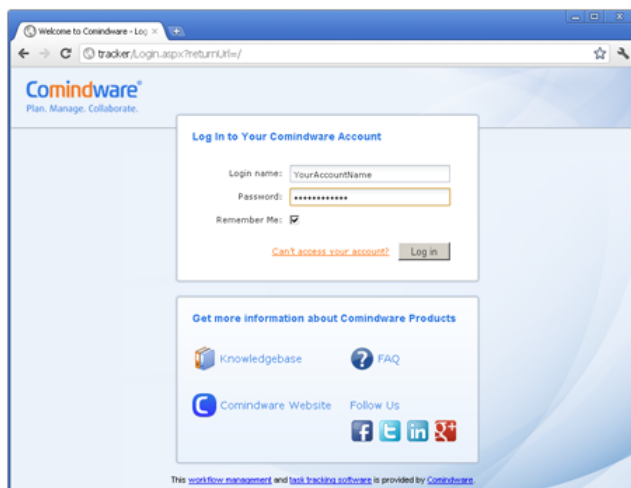 Welcome to Comindware - Log
tracker/Login.aspx?returnUrl=/
Comindware®
Plan. Manage. Collaborate.
Log In to Your Comindware Account
Login name: YourAccountName
Password: ••••••••••••
Remember Me:
Can't access your account? Log in
Get more information about Comindware Products
Knowledgebase FAQ
Comindware Website Follow Us
This workflow management and task tracking software is provided by Comindware.